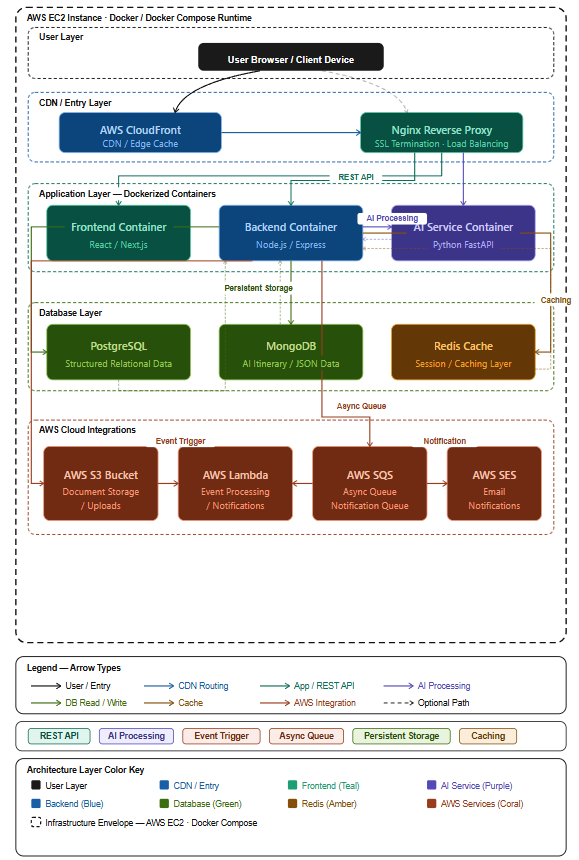 AWS EC2 Instance · Docker / Docker Compose Runtime
User Layer
User Browser / Client Device
CDN / Entry Layer
AWS CloudFront
CDN / Edge Cache
Nginx Reverse Proxy
SSL Termination · Load Balancing
REST API
Application Layer — Dockerized Containers
Frontend Container
React / Next.js
Backend Container
Node.js / Express
AI Processing
AI Service Container
Python FastAPI
Persistent Storage
Caching
Database Layer
PostgreSQL
Structured Relational Data
MongoDB
AI Itinerary / JSON Data
Redis Cache
Session / Caching Layer
Async Queue
AWS Cloud Integrations
Event Trigger
Notification
AWS S3 Bucket
Document Storage
/ Uploads
AWS Lambda
Event Processing
/ Notifications
AWS SQS
Async Queue
Notification Queue
AWS SES
Email
Notifications
Legend — Arrow Types
User / Entry
CDN Routing
App / REST API
AI Processing
DB Read / Write
Cache
AWS Integration
Optional Path
REST API
AI Processing
Event Trigger
Async Queue
Persistent Storage
Caching
Architecture Layer Color Key
User Layer
CDN / Entry
Frontend (Teal)
AI Service (Purple)
Backend (Blue)
Database (Green)
Redis (Amber)
AWS Services (Coral)
Infrastructure Envelope — AWS EC2 · Docker Compose